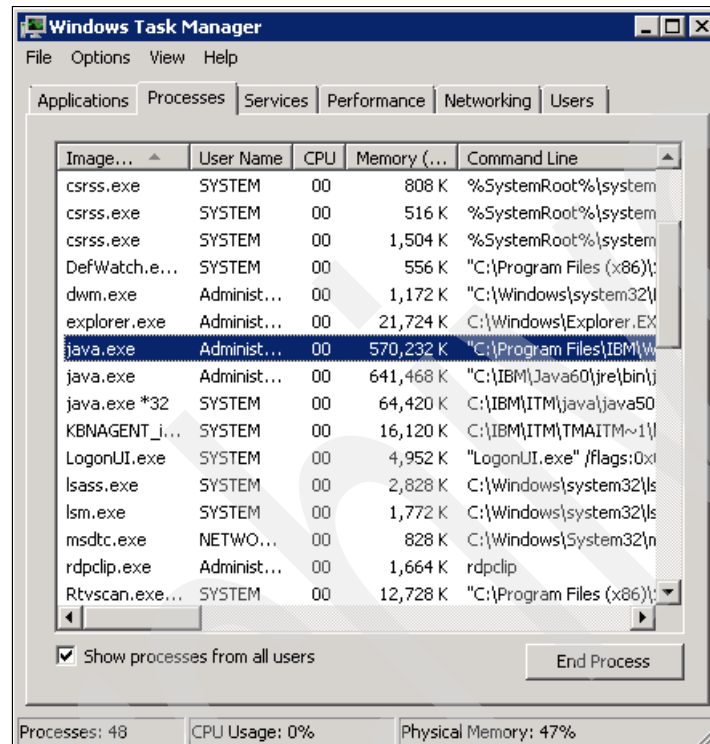 Windows Task Manager
File Options View Help
Applications Processes Services Performance Networking Users
Image... User Name CPU Memory (... Command Line
csrss.exe SYSTEM 00 808 K %SystemRoot%\system
csrss.exe SYSTEM 00 516 K %SystemRoot%\system
csrss.exe SYSTEM 00 1,504 K %SystemRoot%\system
DefWatch.e... SYSTEM 00 556 K "C:\Program Files (x86)\
dwm.exe Administ... 00 1,172 K "C:\Windows\system32\
explorer.exe Administ... 00 21,724 K C:\Windows\Explorer.EX
java.exe Administ... 00 570,232 K "C:\Program Files\IBM\W
java.exe Administ... 00 641,468 K "C:\IBM\Java60\jre\bin\j
java.exe *32 SYSTEM 00 64,420 K C:\IBM\ITM\java\java50
KBNAGENT_i... SYSTEM 00 16,120 K C:\IBM\ITM\TMAITM~1\
LogonUI.exe SYSTEM 00 4,952 K "LogonUI.exe" /flags:0x
lsass.exe SYSTEM 00 2,828 K C:\Windows\system32\ls
lsm.exe SYSTEM 00 1,772 K C:\Windows\system32\ls
msdtc.exe NETWO... 00 828 K C:\Windows\System32\m
rdpclip.exe Administ... 00 1,664 K rdpclip
Rtvscan.exe... SYSTEM 00 12,728 K "C:\Program Files (x86)\
Show processes from all users
End Process
Processes: 48 CPU Usage: 0% Physical Memory: 47%